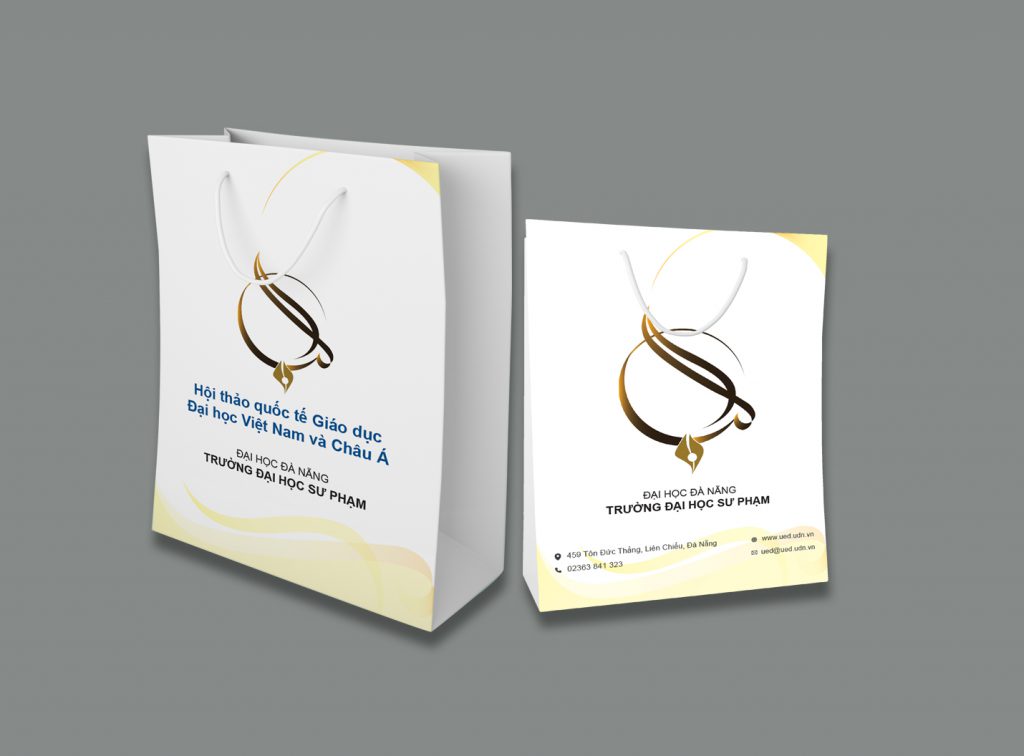 Hội thảo quốc tế Giáo dục
Đại học Việt Nam và Châu Á
ĐẠI HỌC ĐÀ NẴNG
TRƯỜNG ĐẠI HỌC SƯ PHẠM
ĐẠI HỌC ĐÀ NẴNG
TRƯỜNG ĐẠI HỌC SƯ PHẠM
459 Tôn Đức Thắng, Liên Chiểu, Đà Nẵng
02363 841 323
www.ued.udn.vn
ued@ued.udn.vn